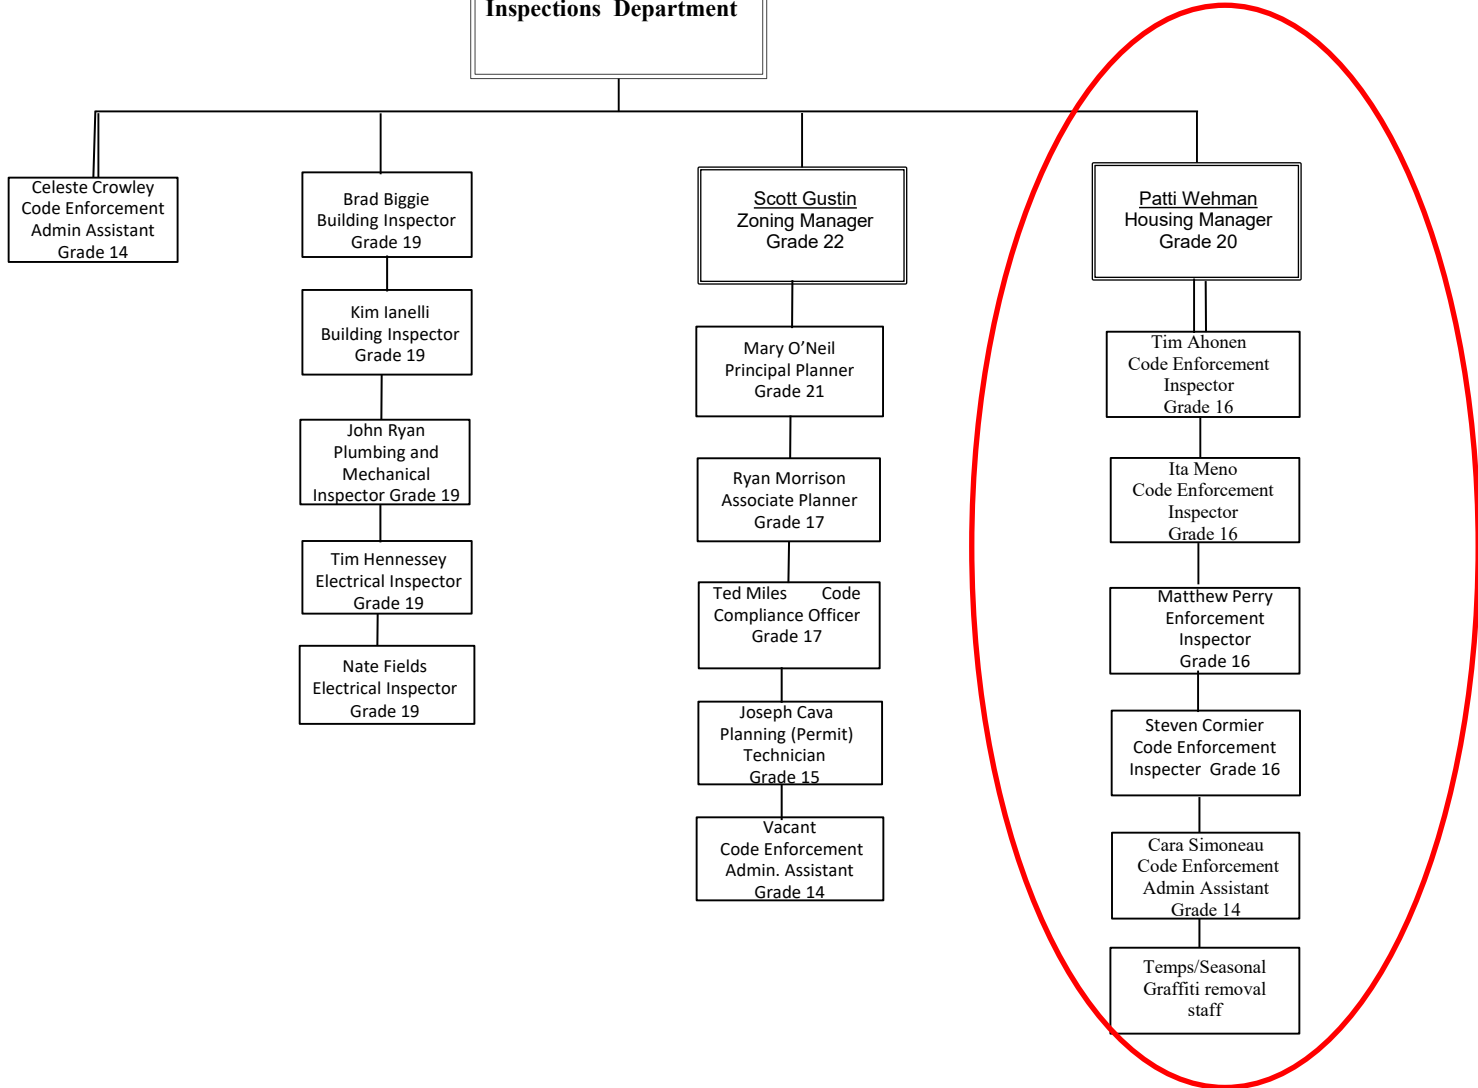 Inspections Department
Celeste Crowley
Code Enforcement
Admin Assistant
Grade 14
Brad Biggie
Building Inspector
Grade 19
Kim Ianelli
Building Inspector
Grade 19
John Ryan
Plumbing and
Mechanical
Inspector Grade 19
Tim Hennessey
Electrical Inspector
Grade 19
Nate Fields
Electrical Inspector
Grade 19
Scott Gustin
Zoning Manager
Grade 22
Mary O’Neil
Principal Planner
Grade 21
Ryan Morrison
Associate Planner
Grade 17
Ted Miles Code
Compliance Officer
Grade 17
Joseph Cava
Planning (Permit)
Technician
Grade 15
Vacant
Code Enforcement
Admin. Assistant
Grade 14
Patti Wehman
Housing Manager
Grade 20
Tim Ahonen
Code Enforcement
Inspector
Grade 16
Ita Meno
Code Enforcement
Inspector
Grade 16
Matthew Perry
Enforcement
Inspector
Grade 16
Steven Cormier
Code Enforcement
Inspecter Grade 16
Cara Simoneau
Code Enforcement
Admin Assistant
Grade 14
Temps/Seasonal
Graffiti removal
staff